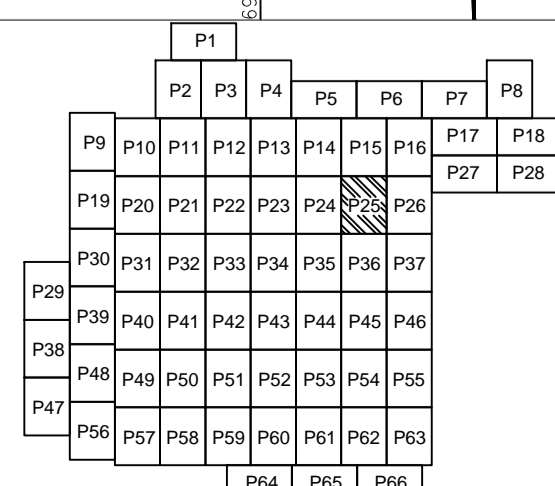 69
P1
P2 P3 P4 P5 P6 P7 P8
P9 P10 P11 P12 P13 P14 P15 P16 P17 P18
P19 P20 P21 P22 P23 P24 P25 P26 P27 P28
P29 P30 P31 P32 P33 P34 P35 P36 P37
P38 P39 P40 P41 P42 P43 P44 P45 P46
P47 P48 P49 P50 P51 P52 P53 P54 P55
P56 P57 P58 P59 P60 P61 P62 P63
P64 P65 P66